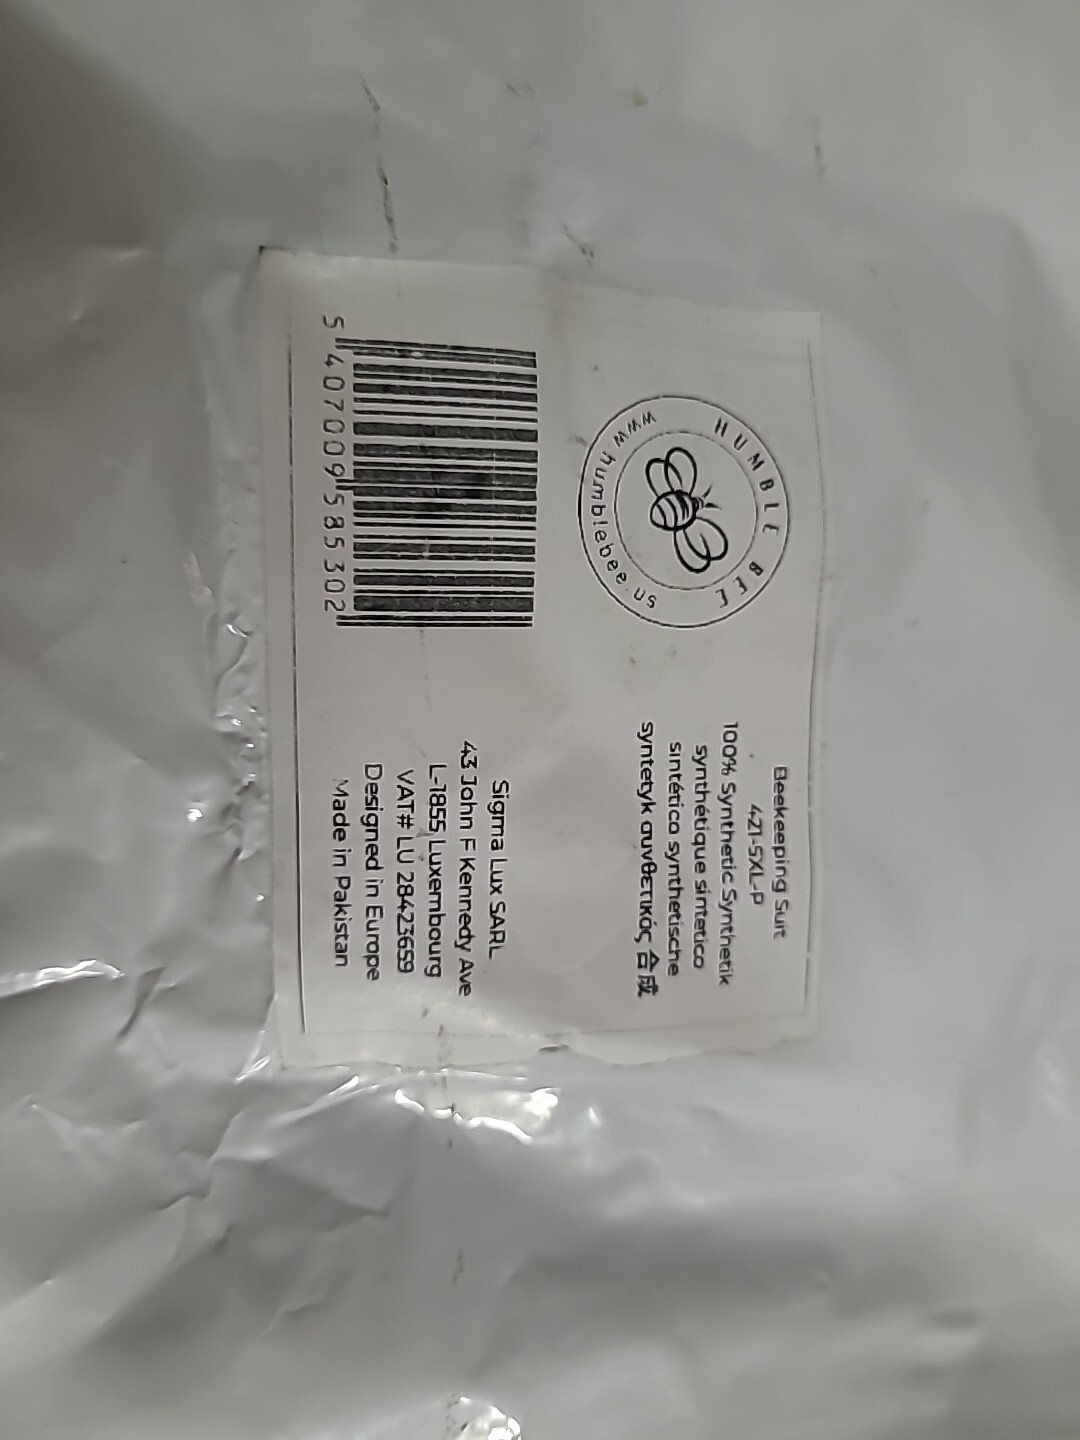 HUMBLE BEE
www.humblebee.us
Beekeeping Suit
421-5XL-P
100% Synthetic Synthetik
synthétique sintetico
sintético synthetische
syntetyk συνθετικός 合成
5 407009 585302
Sigma Lux SARL
43 John F Kennedy Ave
L-1855 Luxembourg
VAT# LU 28423659
Designed in Europe
Made in Pakistan